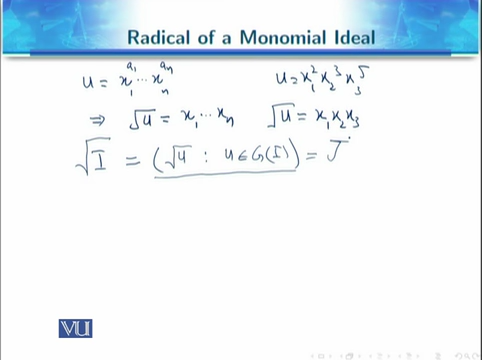 Radical of a Monomial Ideal
u = x₁^a₁ ⋯ xₙ^aₙ    u = x₁²x₂³x₃⁵
⇒ √u = x₁ ⋯ xₙ    √u = x₁x₂x₃
√I = (√u : u ∈ G(I)) = J
VU